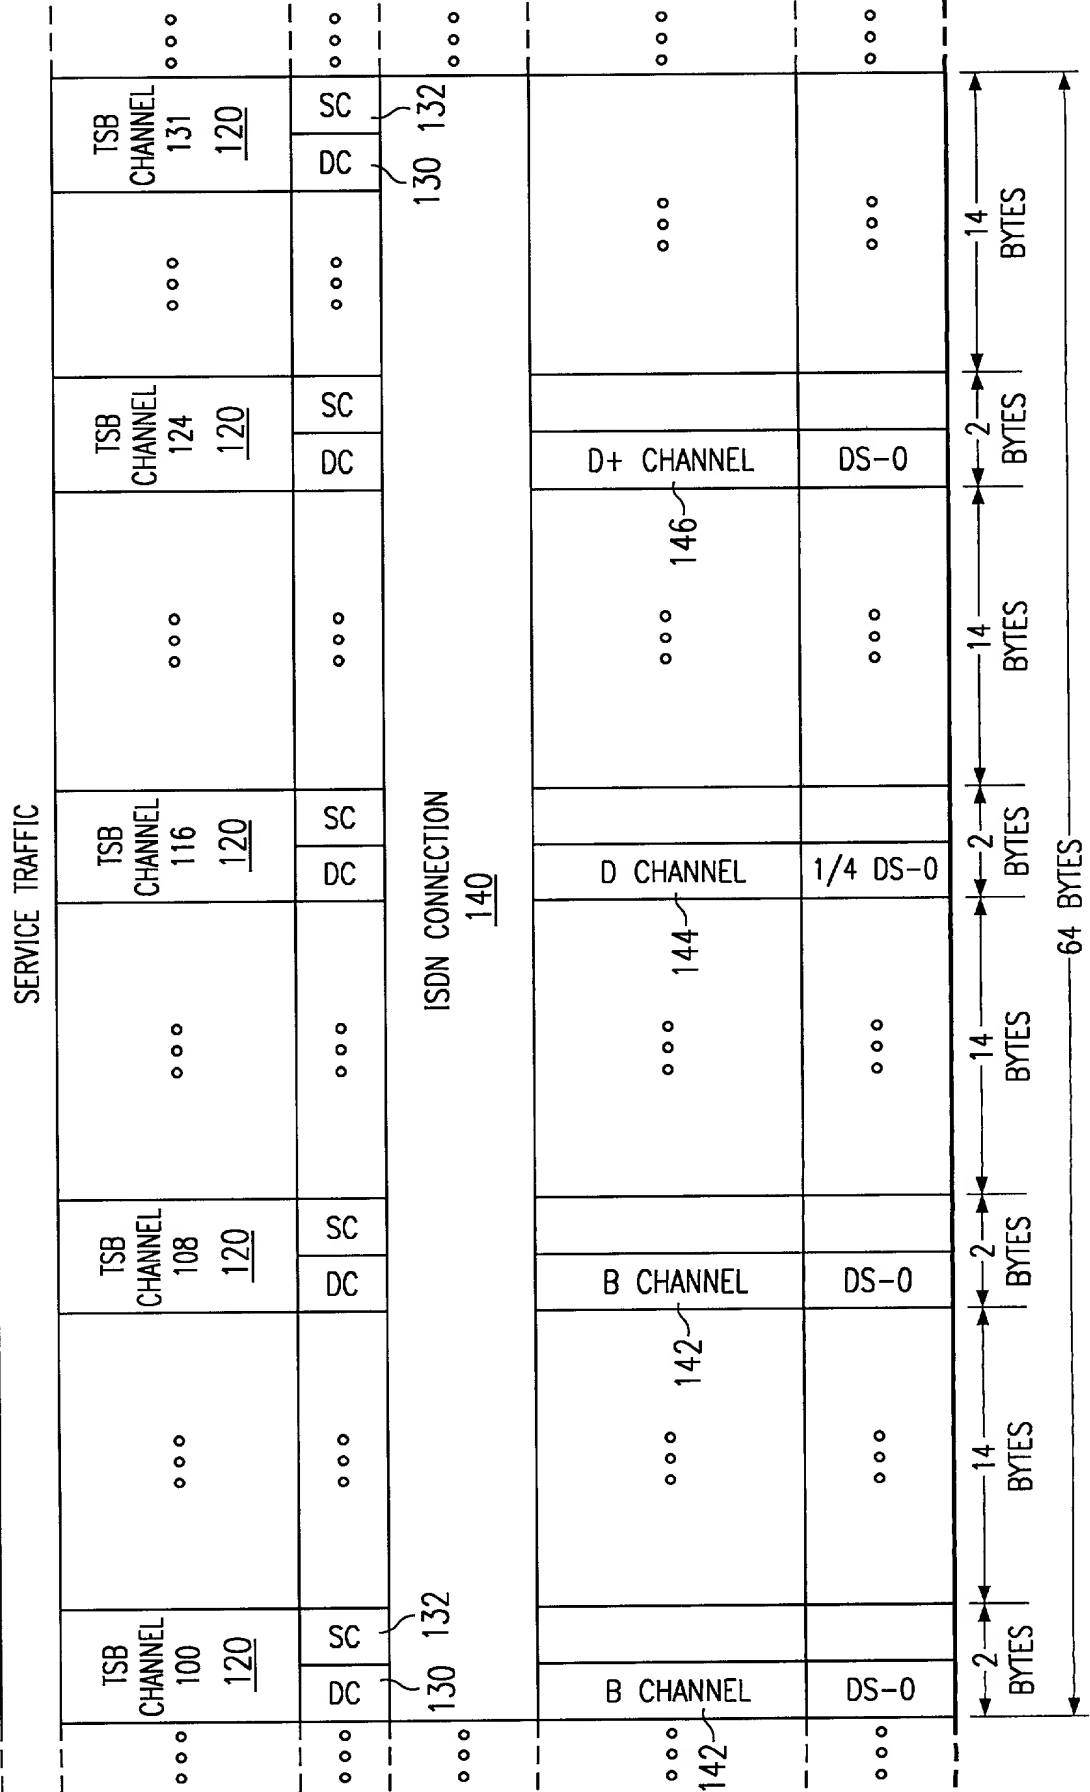 SERVICE TRAFFIC
TSB
CHANNEL
100
120
TSB
CHANNEL
108
120
TSB
CHANNEL
116
120
TSB
CHANNEL
124
120
TSB
CHANNEL
131
120
DC
SC
DC
SC
DC
SC
DC
SC
DC
SC
130
132
130
132
ISDN CONNECTION
140
B CHANNEL
B CHANNEL
D CHANNEL
D+ CHANNEL
142
142
144
146
DS-0
DS-0
1/4 DS-0
DS-0
2
BYTES
14
BYTES
2
BYTES
14
BYTES
2
BYTES
14
BYTES
2
BYTES
14
BYTES
64 BYTES